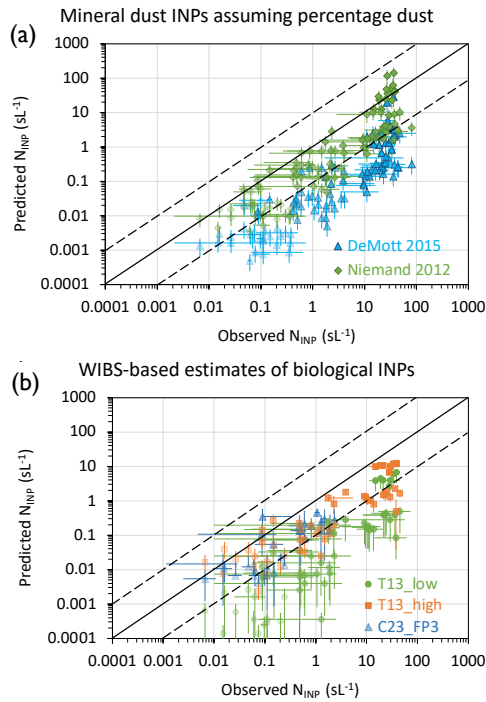 Mineral dust INPs assuming percentage dust
(a)
1000
100
10
1
0.1
0.01
0.001
0.0001
Predicted N_INP (sL⁻¹)
DeMott 2015
Niemand 2012
0.0001 0.001 0.01 0.1 1 10 100 1000
Observed N_INP (sL⁻¹)
WIBS-based estimates of biological INPs
(b)
1000
100
10
1
0.1
0.01
0.001
0.0001
Predicted N_INP (sL⁻¹)
T13_low
T13_high
C23_FP3
0.0001 0.001 0.01 0.1 1 10 100 1000
Observed N_INP (sL⁻¹)